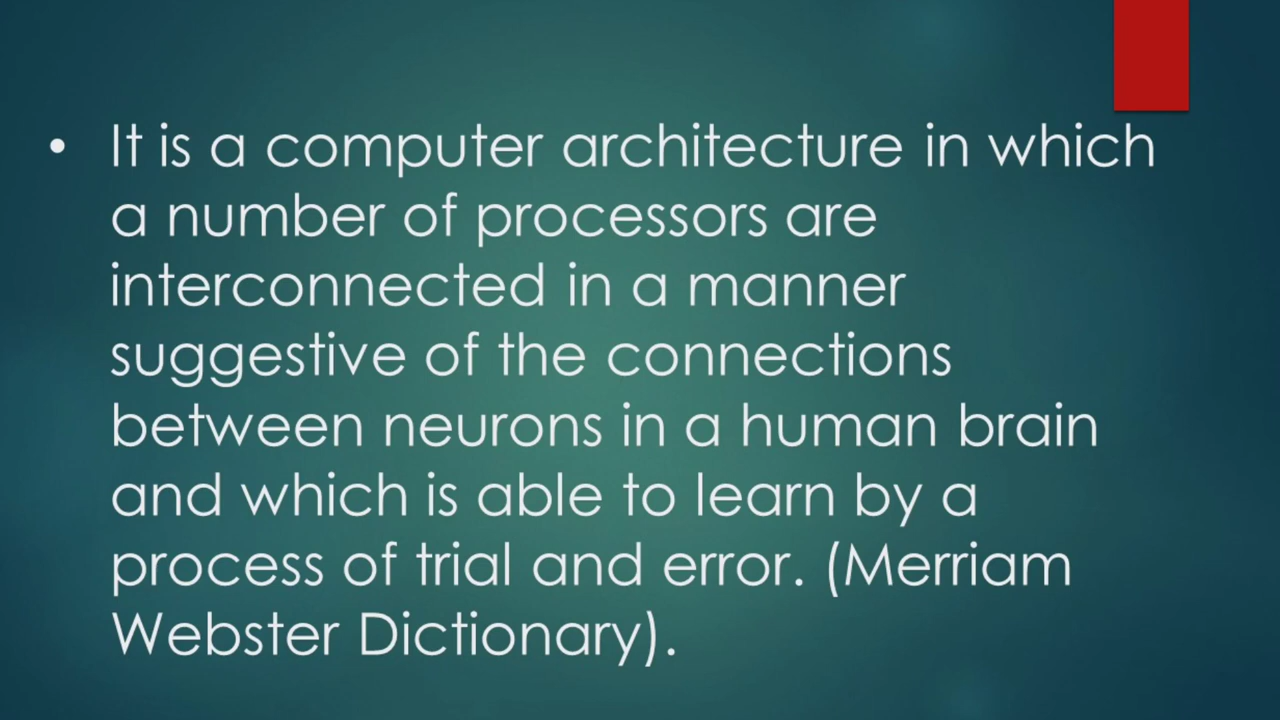 • It is a computer architecture in which
a number of processors are
interconnected in a manner
suggestive of the connections
between neurons in a human brain
and which is able to learn by a
process of trial and error. (Merriam
Webster Dictionary).